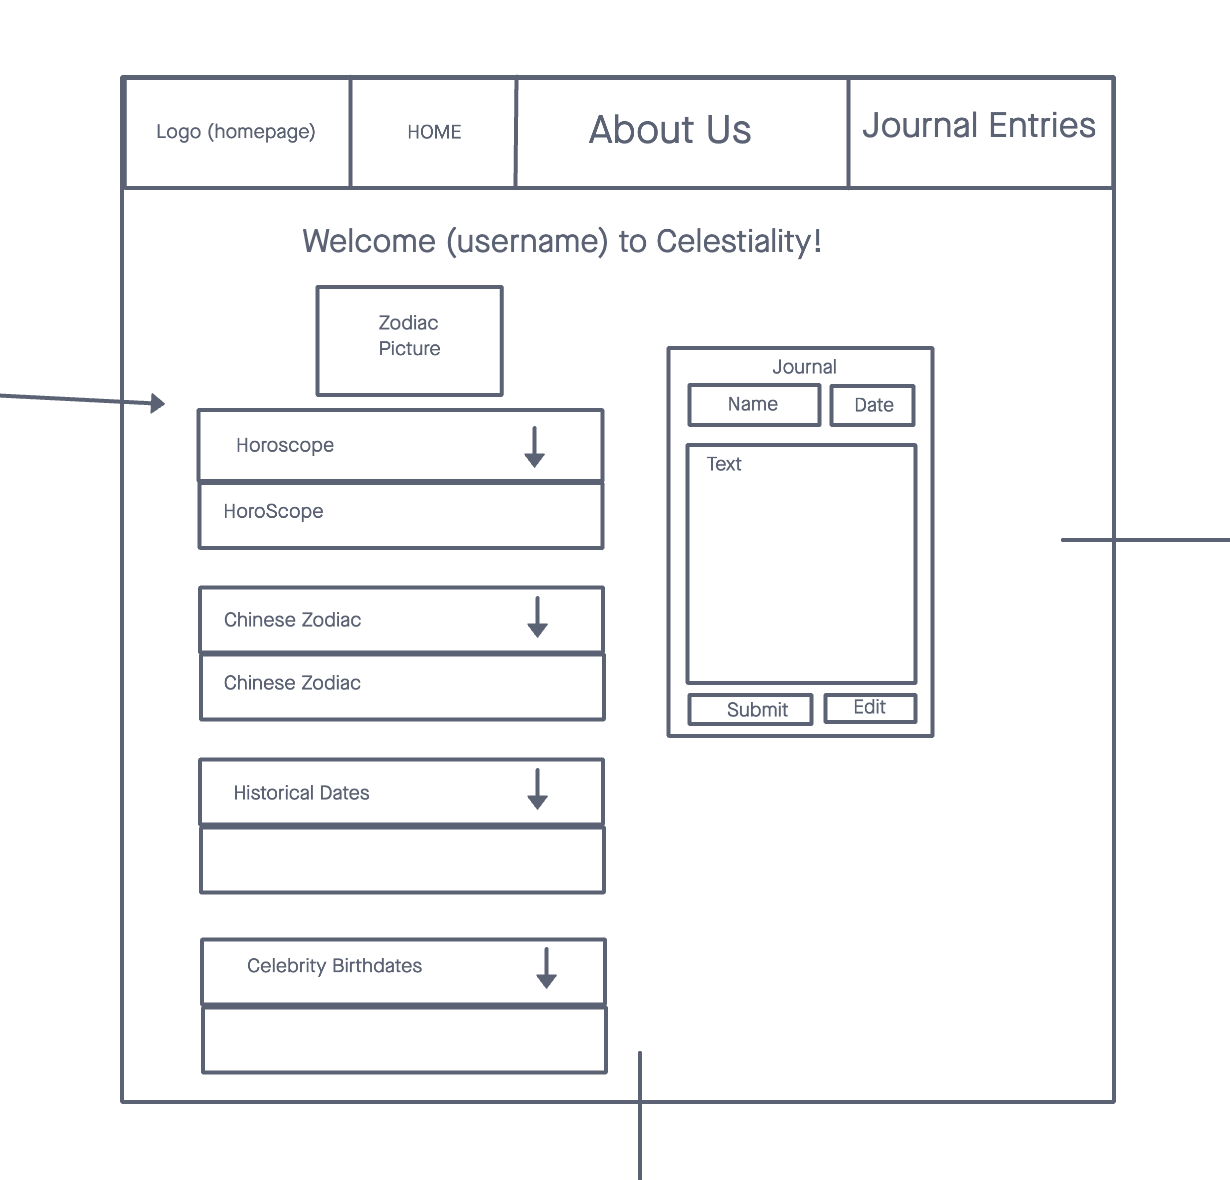 Logo (homepage)
HOME
About Us
Journal Entries
Welcome (username) to Celestiality!
Zodiac
Picture
Horoscope
HoroScope
Chinese Zodiac
Chinese Zodiac
Historical Dates
Celebrity Birthdates
Journal
Name
Date
Text
Submit
Edit